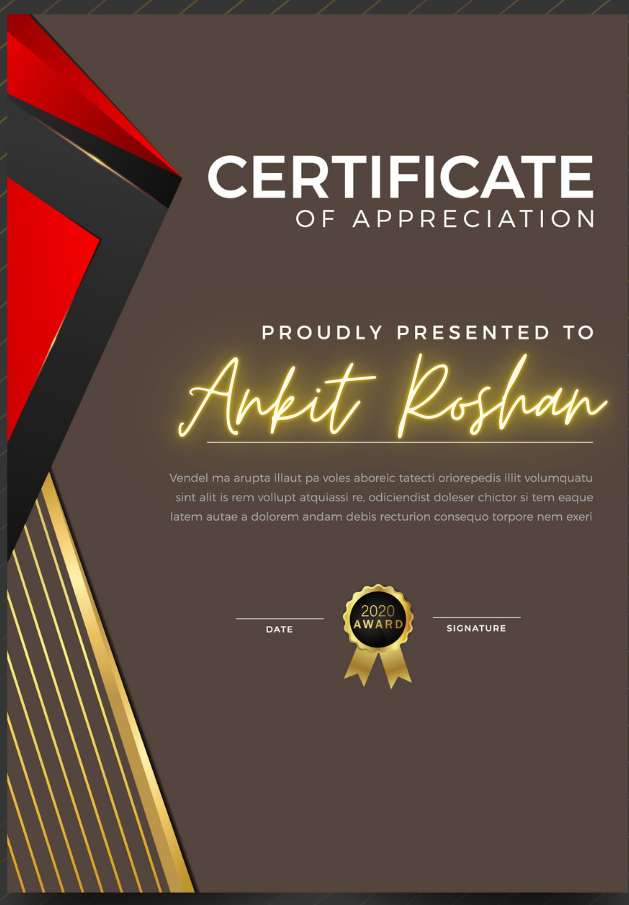 CERTIFICATE
OF APPRECIATION
PROUDLY PRESENTED TO
Ankit Roshan
Vendel ma arupta illaut pa voles aboreic tatecti oriorepedis illit volumquatu
sint alit is rem vollupt atquiassi re, odiciendist doleser chictor si tem eaque
latem autae a dolorem andam debis recturion consequo torpore nem exeri
DATE
2020
AWARD
SIGNATURE